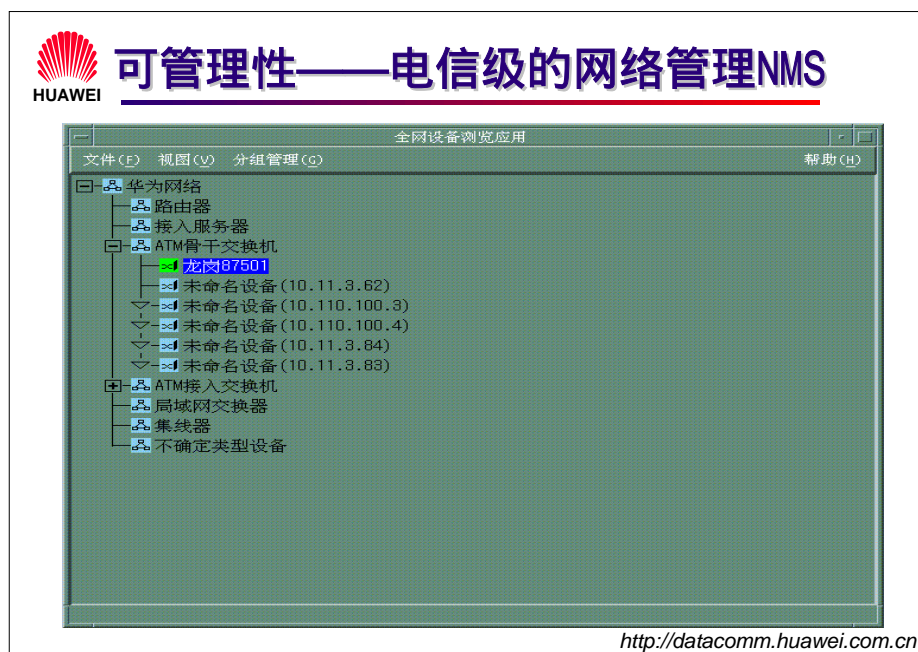 HUAWEI
可管理性——电信级的网络管理NMS
全网设备浏览应用
文件(F) 视图(V) 分组管理(G) 帮助(H)
华为网络
路由器
接入服务器
ATM骨干交换机
龙岗87501
未命名设备(10.11.3.62)
未命名设备(10.110.100.3)
未命名设备(10.110.100.4)
未命名设备(10.11.3.84)
未命名设备(10.11.3.83)
ATM接入交换机
局域网交换器
集线器
不确定类型设备
http://datacomm.huawei.com.cn